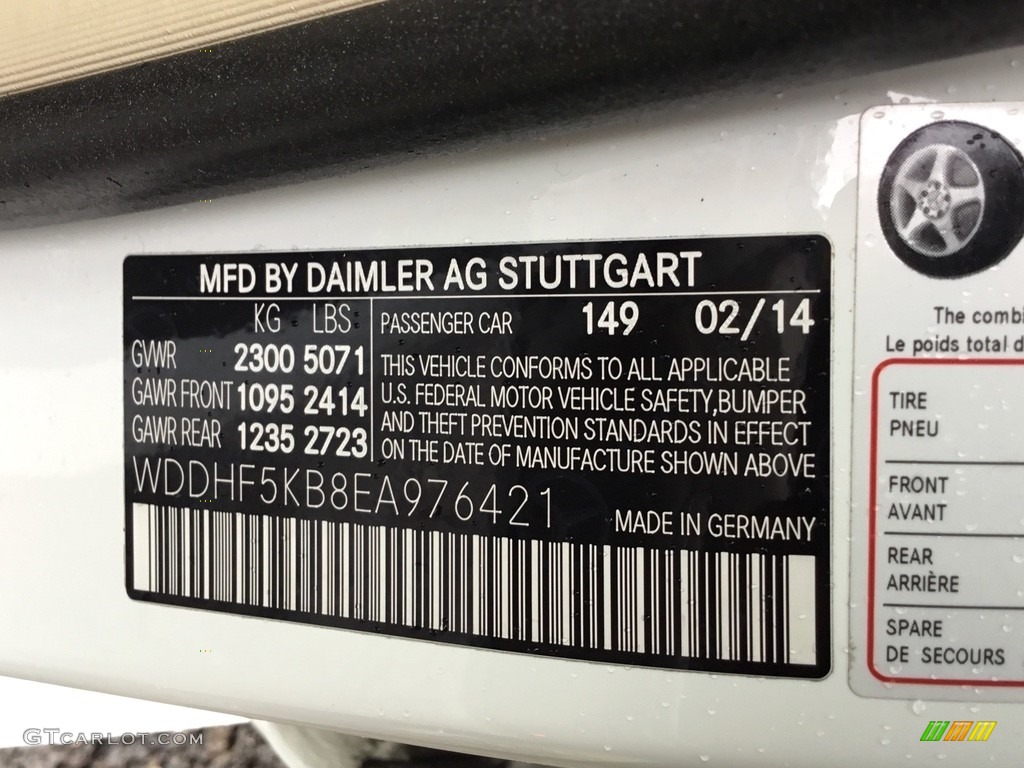 MFD BY DAIMLER AG STUTTGART
KG LBS
GVWR 2300 5071
GAWR FRONT 1095 2414
GAWR REAR 1235 2723
PASSENGER CAR 149 02/14
THIS VEHICLE CONFORMS TO ALL APPLICABLE
U.S. FEDERAL MOTOR VEHICLE SAFETY,BUMPER
AND THEFT PREVENTION STANDARDS IN EFFECT
ON THE DATE OF MANUFACTURE SHOWN ABOVE
WDDHF5KB8EA976421
MADE IN GERMANY
The combi
Le poids total d
TIRE
PNEU
FRONT
AVANT
REAR
ARRIÈRE
SPARE
DE SECOURS
GTCARLOT.COM